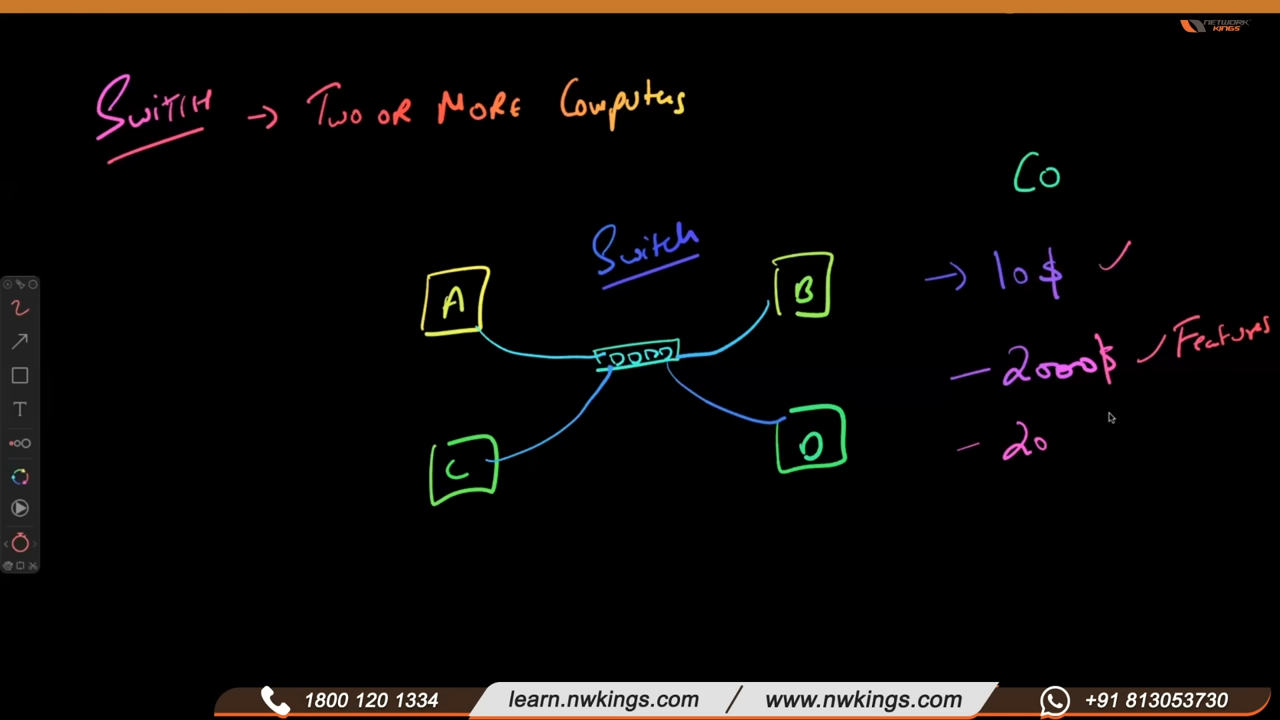 NETWORK
KINGS
SWITCH → TWO OR MORE Computers
Co
Switch
A
B
→ 10$ ✓
- 2000$ ✓ Features
C
D
- 20
T
1800 120 1334
learn.nwkings.com / www.nwkings.com
+91 813053730